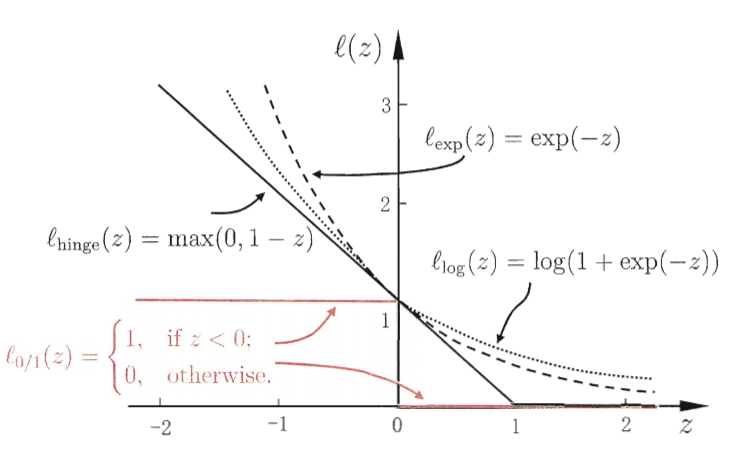 ℓ(z)
3
ℓ_exp(z) = exp(−z)
2
ℓ_hinge(z) = max(0, 1 − z)
ℓ_log(z) = log(1 + exp(−z))
1
ℓ_0/1(z) = { 1, if z < 0;
0, otherwise.
−2 −1 0 1 2 z